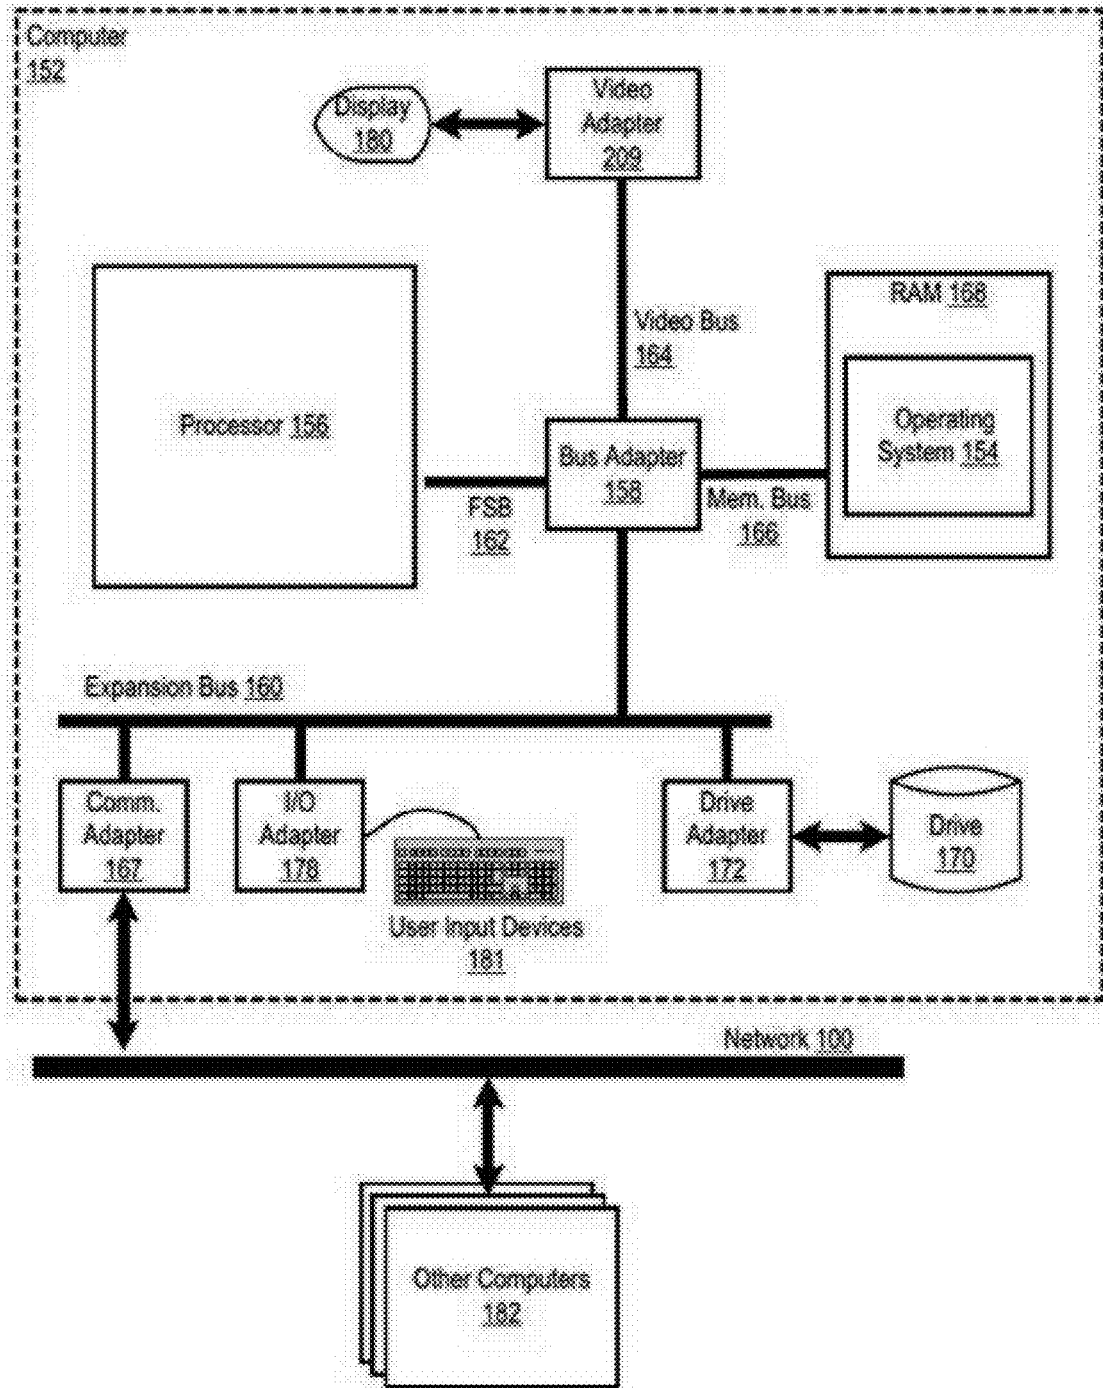 Computer
152
Display
180
Video
Adapter
209
Video Bus
164
RAM 168
Operating
System 154
Processor 156
Bus Adapter
158
FSB
162
Mem. Bus
166
Expansion Bus 160
Comm.
Adapter
167
I/O
Adapter
178
User Input Devices
181
Drive
Adapter
172
Drive
170
Network 100
Other Computers
182